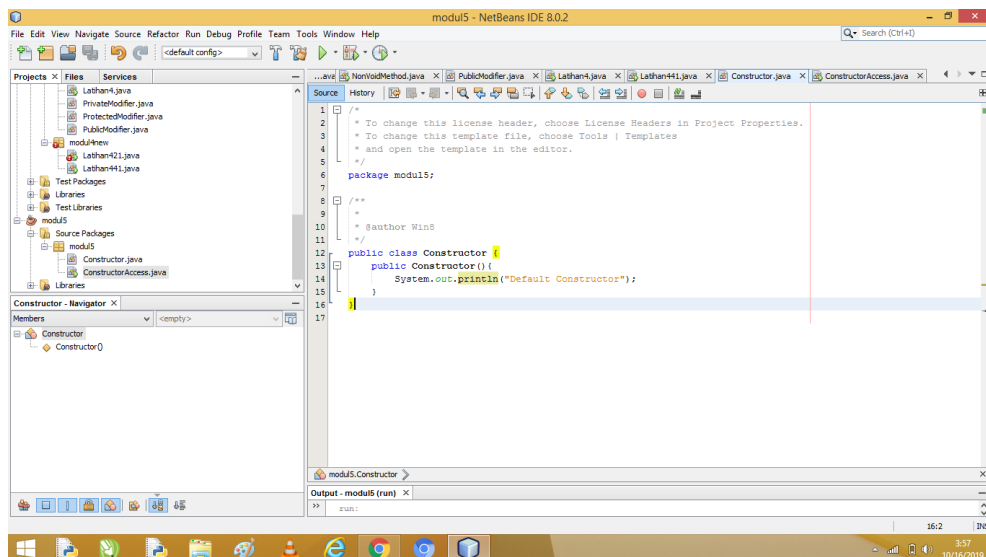 modul5 - NetBeans IDE 8.0.2
File Edit View Navigate Source Refactor Run Debug Profile Team Tools Window Help
Search (Ctrl+I)
<default config>
Projects Files Services
Latihan4.java
PrivateModifier.java
ProtectedModifier.java
PublicModifier.java
modul4new
Latihan421.java
Latihan441.java
Test Packages
Libraries
Test Libraries
modul5
Source Packages
modul5
Constructor.java
ConstructorAccess.java
Libraries
Constructor - Navigator
Members <empty>
Constructor
Constructor()
...ava NonVoidMethod.java PublicModifier.java Latihan4.java Latihan441.java Constructor.java ConstructorAccess.java
Source History
1 /*
2 * To change this license header, choose License Headers in Project Properties.
3 * To change this template file, choose Tools | Templates
4 * and open the template in the editor.
5 */
6 package modul5;
7
8 /**
9 *
10 * @author Win8
11 */
12 public class Constructor {
13 public Constructor(){
14 System.out.println("Default Constructor");
15 }
16 }
17
modul5.Constructor
Output - modul5 (run)
run:
16:2 INS
3:57
10/16/2019